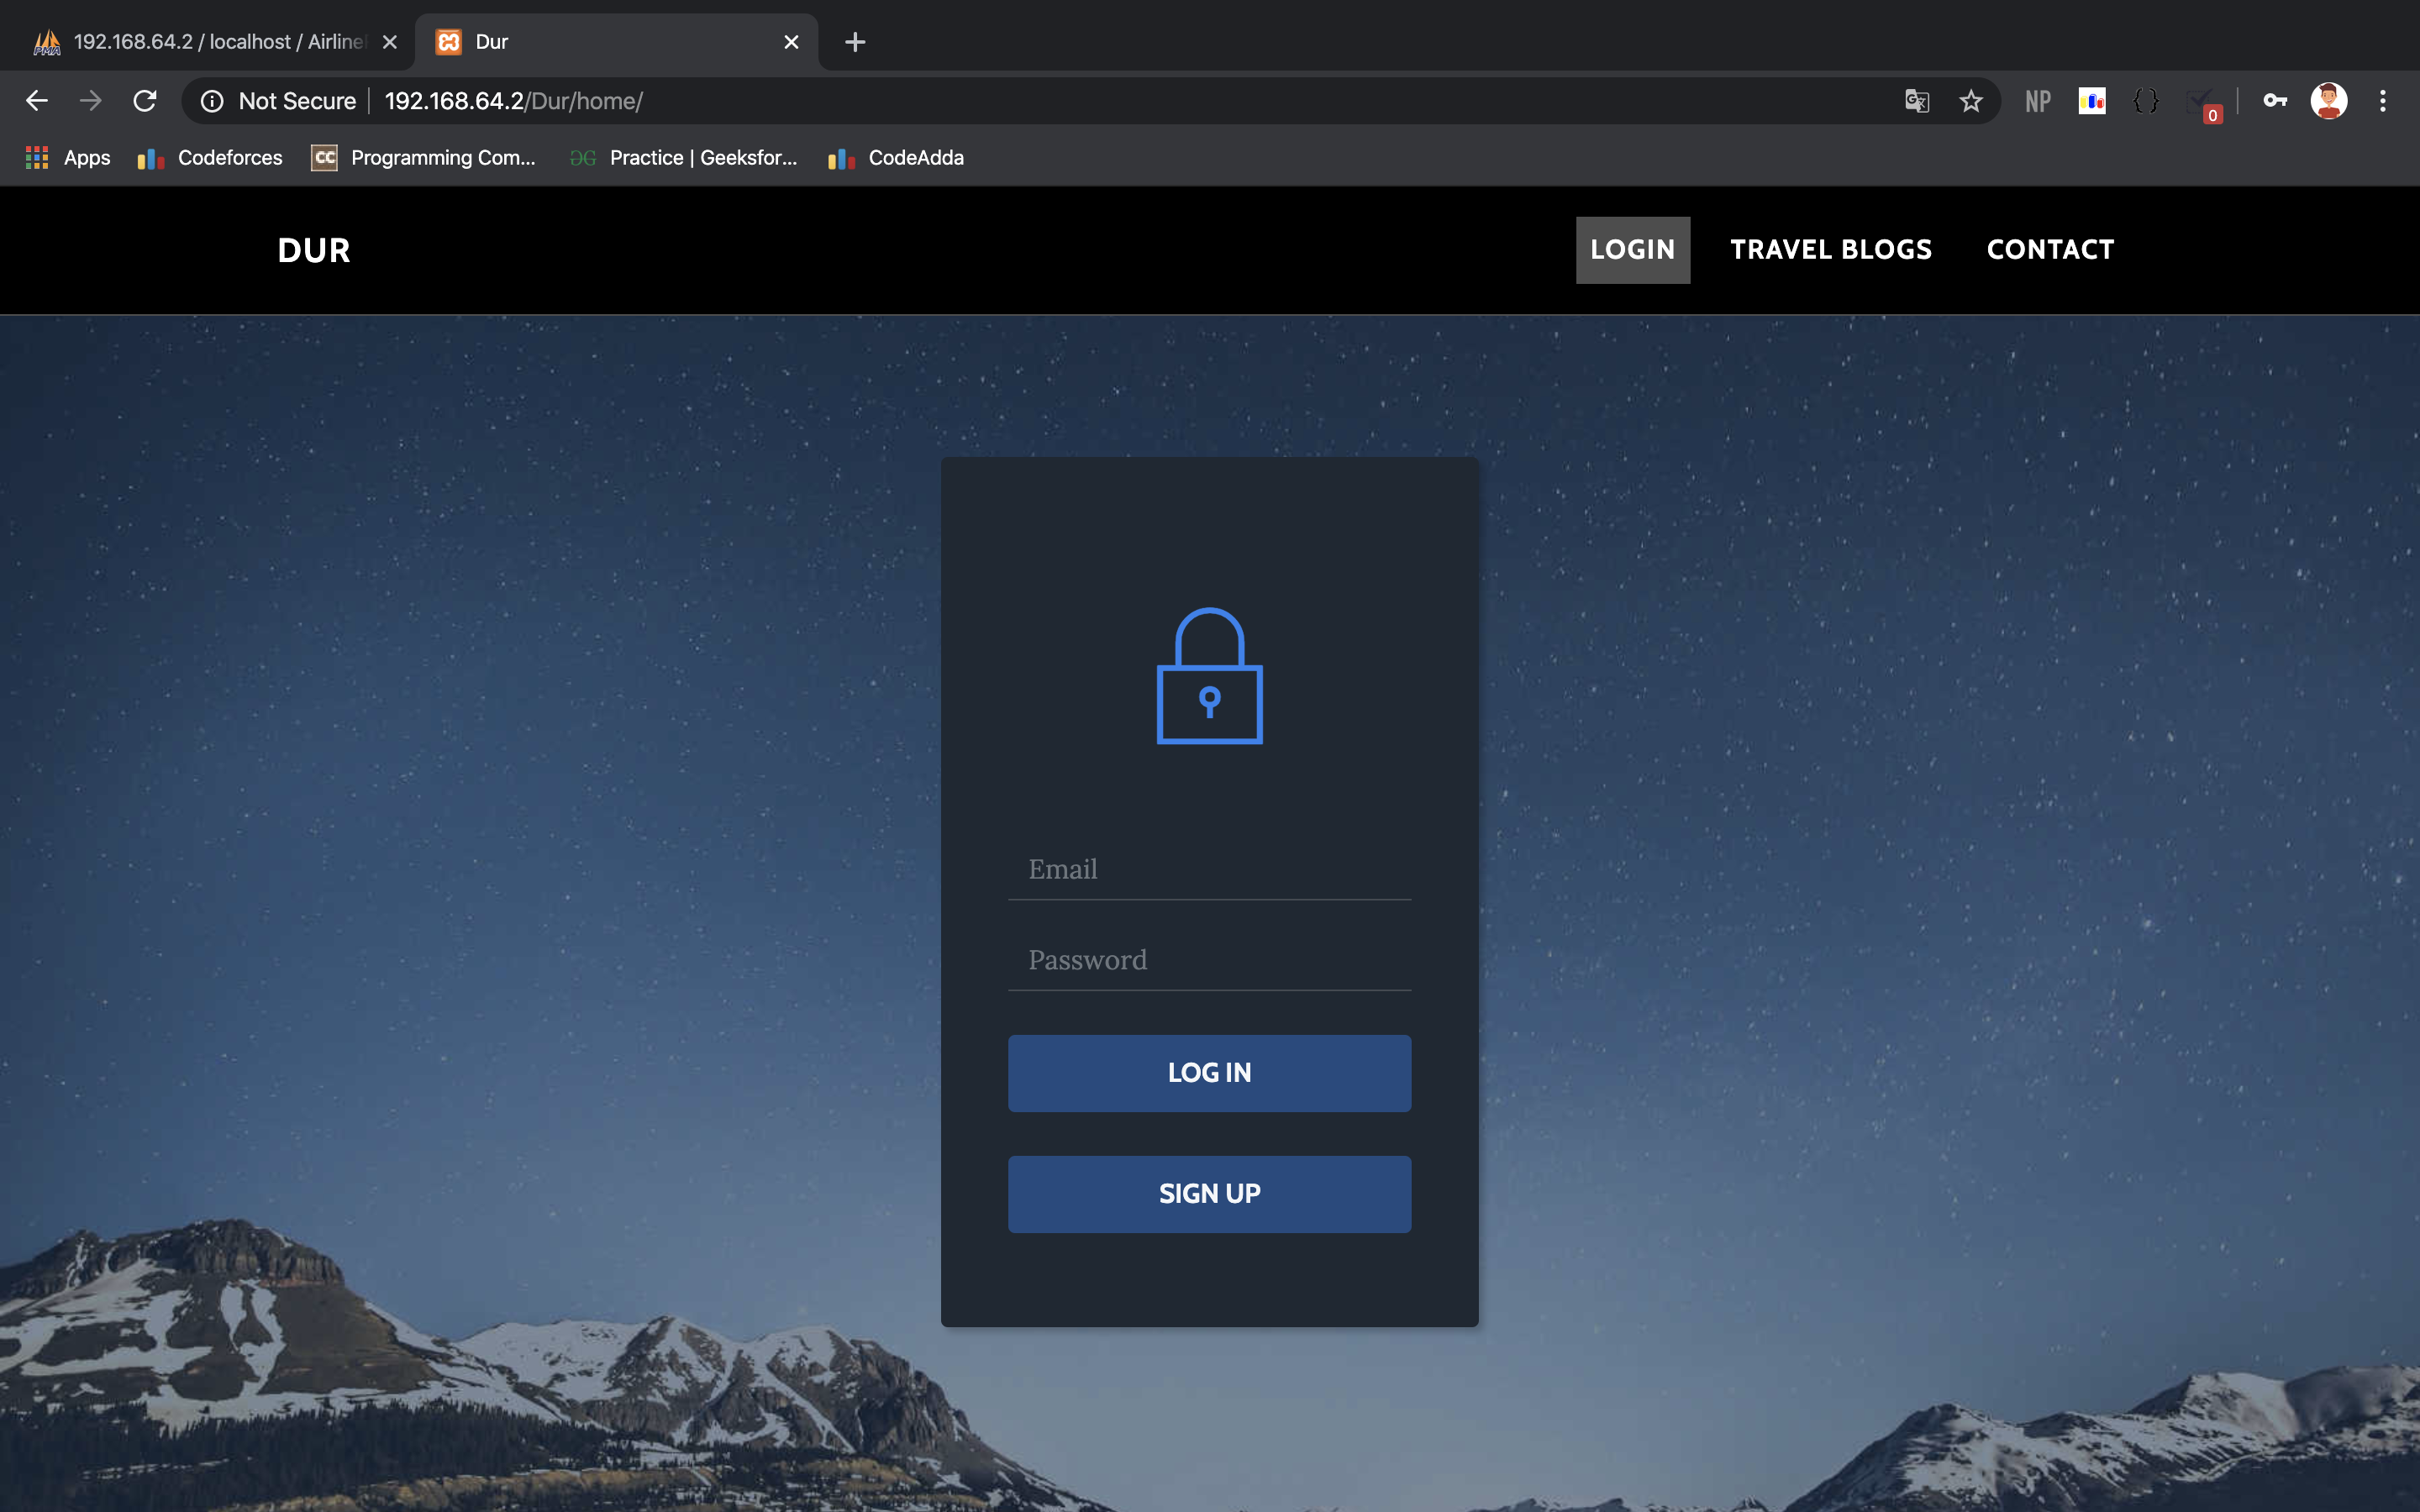 192.168.64.2 / localhost / Airline
Dur
Not Secure
192.168.64.2/Dur/home/
NP
{ }
0
Apps
Codeforces
CC
Programming Com...
Practice | Geeksfor...
CodeAdda
DUR
LOGIN
TRAVEL BLOGS
CONTACT
Email
Password
LOG IN
SIGN UP